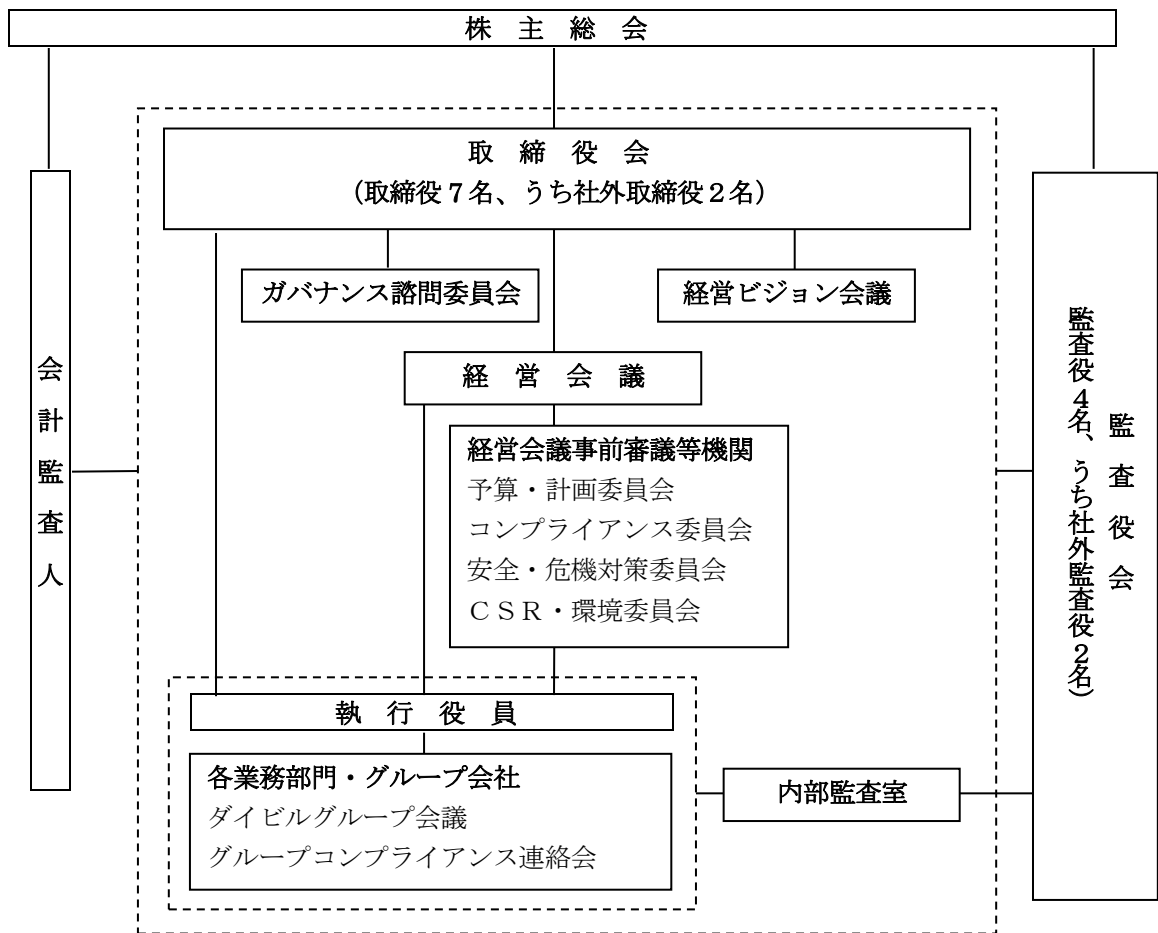 株主総会
取締役会
(取締役7名、うち社外取締役2名)
ガバナンス諮問委員会
経営ビジョン会議
経営会議
経営会議事前審議等機関
予算・計画委員会
コンプライアンス委員会
安全・危機対策委員会
CSR・環境委員会
執行役員
各業務部門・グループ会社
ダイビルグループ会議
グループコンプライアンス連絡会
内部監査室
会計監査人
監査役会
監査役4名、うち社外監査役2名)